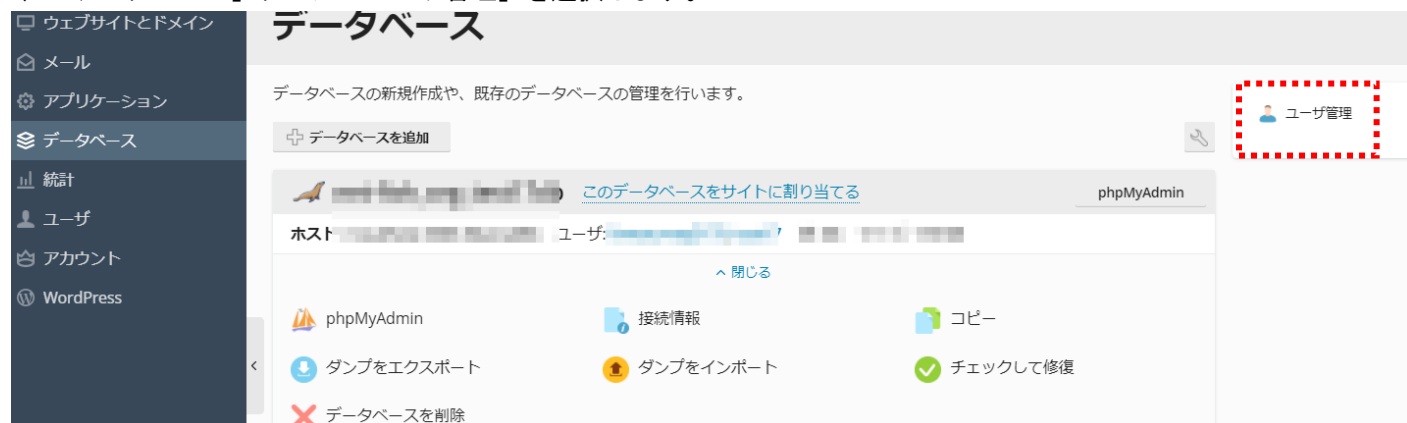 ウェブサイトとドメイン
メール
アプリケーション
データベース
統計
ユーザ
アカウント
WordPress
データベース
データベースの新規作成や、既存のデータベースの管理を行います。
データベースを追加
このデータベースをサイトに割り当てる
phpMyAdmin
ホスト ユーザ:
閉じる
phpMyAdmin 接続情報 コピー
ダンプをエクスポート ダンプをインポート チェックして修復
データベースを削除
ユーザ管理